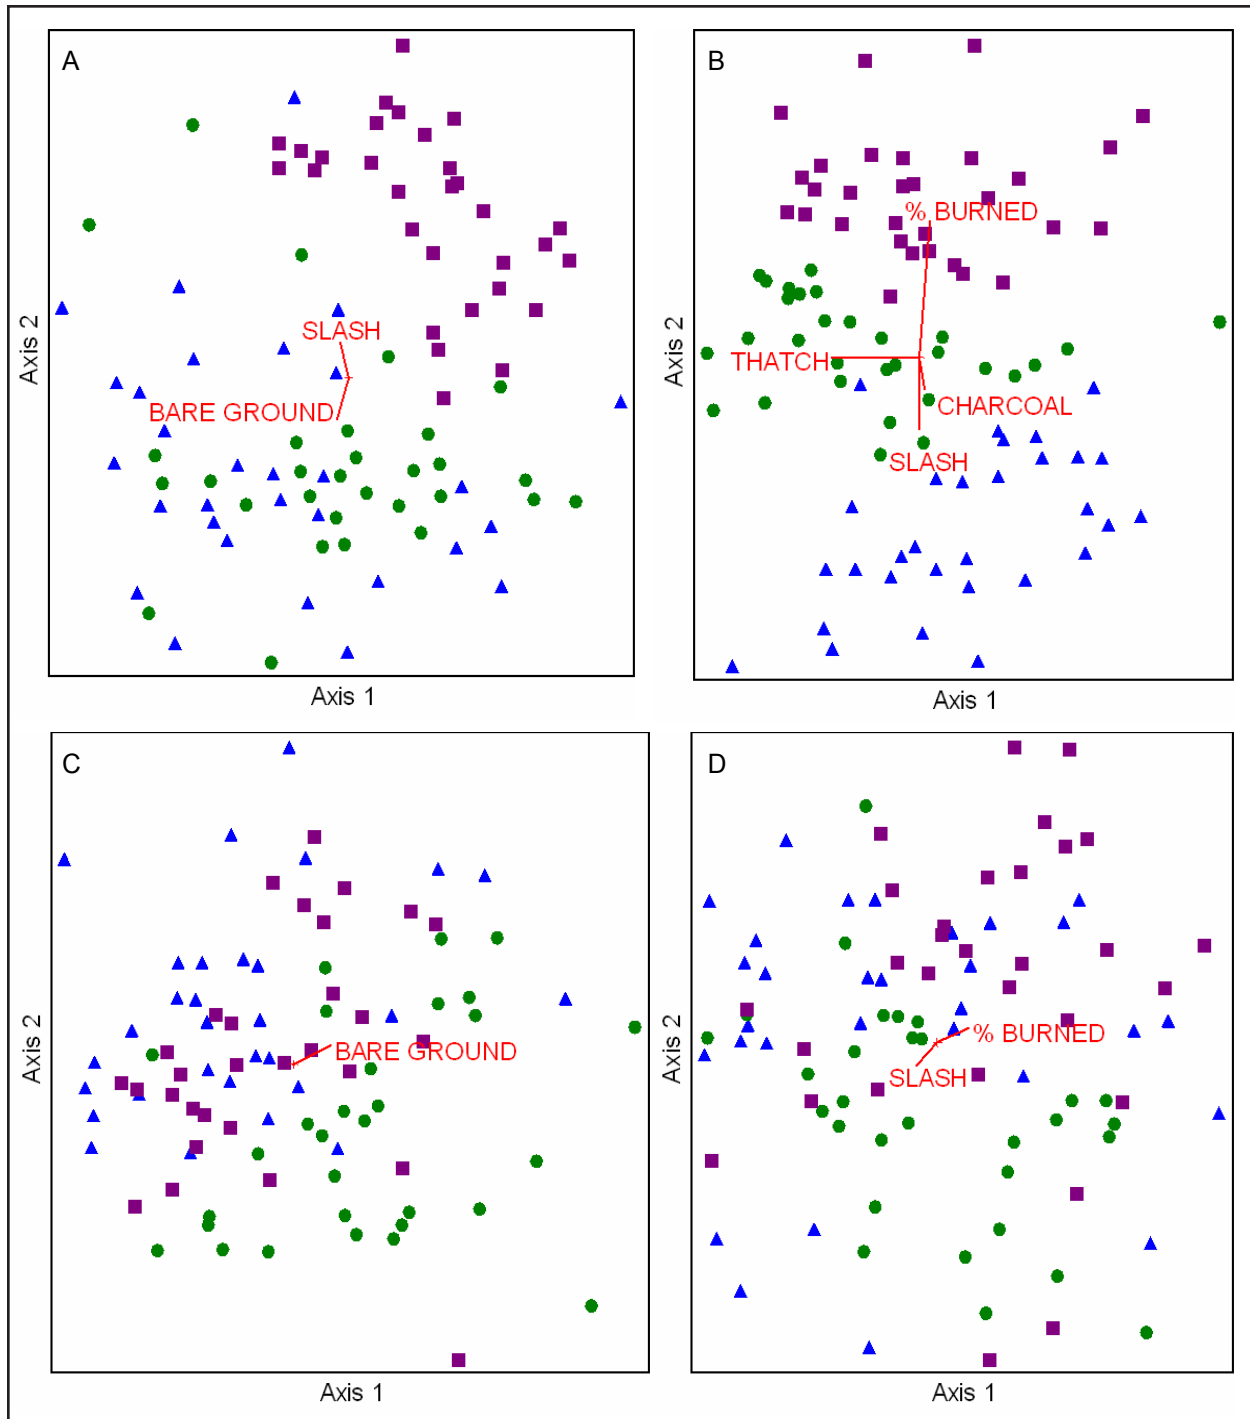 A
SLASH
BARE GROUND
Axis 2
Axis 1
B
% BURNED
THATCH
CHARCOAL
SLASH
Axis 2
Axis 1
C
BARE GROUND
Axis 2
Axis 1
D
% BURNED
SLASH
Axis 2
Axis 1